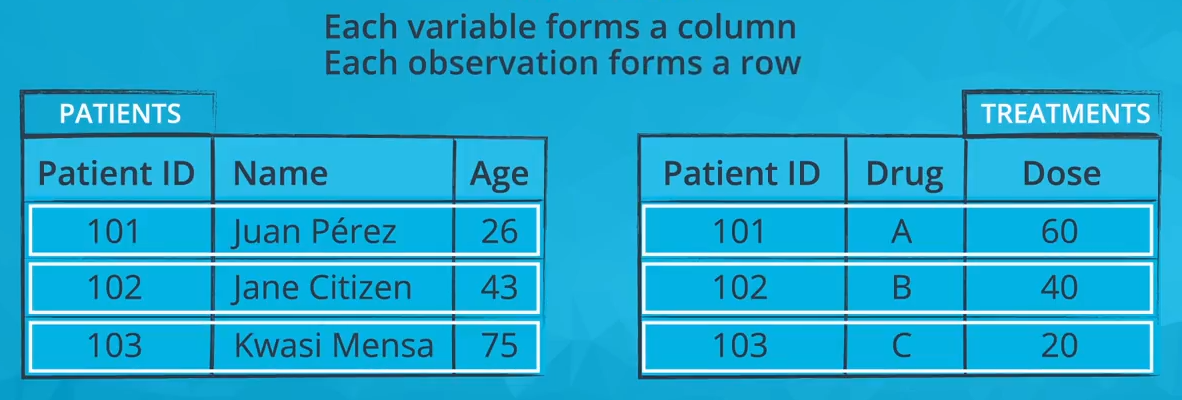 Each variable forms a column
Each observation forms a row
PATIENTS
Patient ID Name Age
101 Juan Pérez 26
102 Jane Citizen 43
103 Kwasi Mensa 75
TREATMENTS
Patient ID Drug Dose
101 A 60
102 B 40
103 C 20